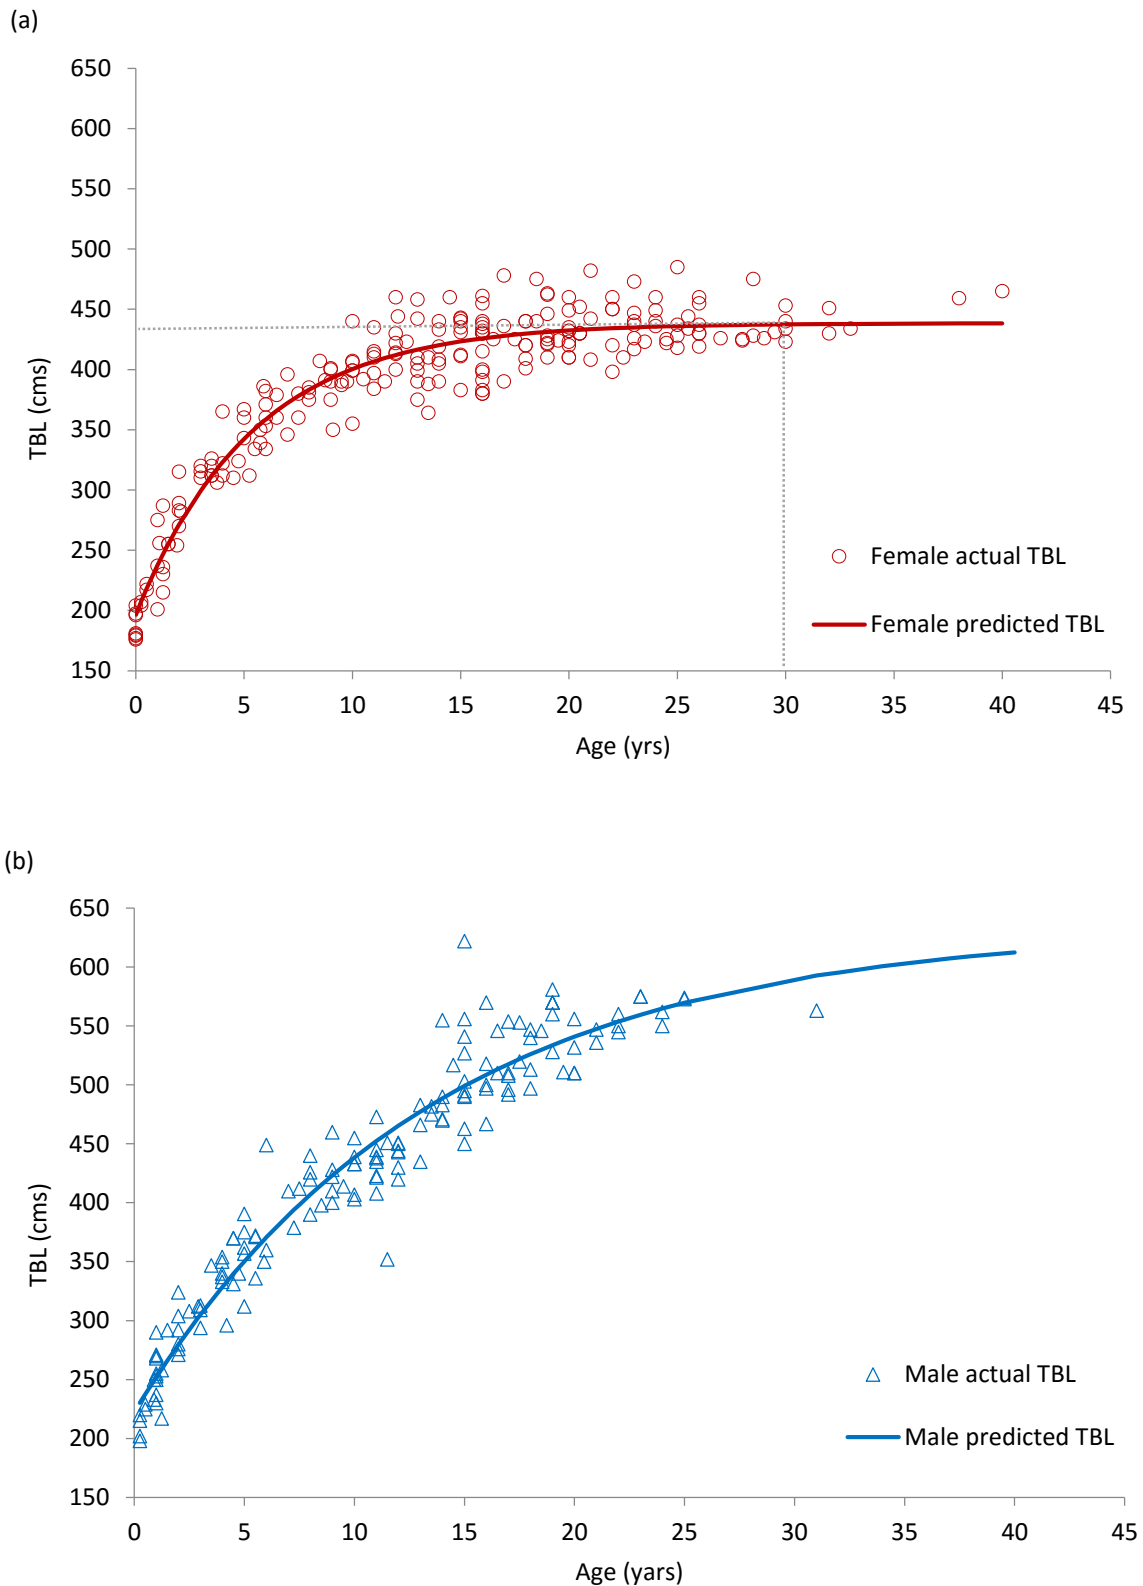 (a)
650
600
550
500
450
400
350
300
250
200
150
TBL (cms)
0 5 10 15 20 25 30 35 40 45
Age (yrs)
Female actual TBL
Female predicted TBL
(b)
650
600
550
500
450
400
350
300
250
200
150
TBL (cms)
0 5 10 15 20 25 30 35 40 45
Age (yars)
Male actual TBL
Male predicted TBL